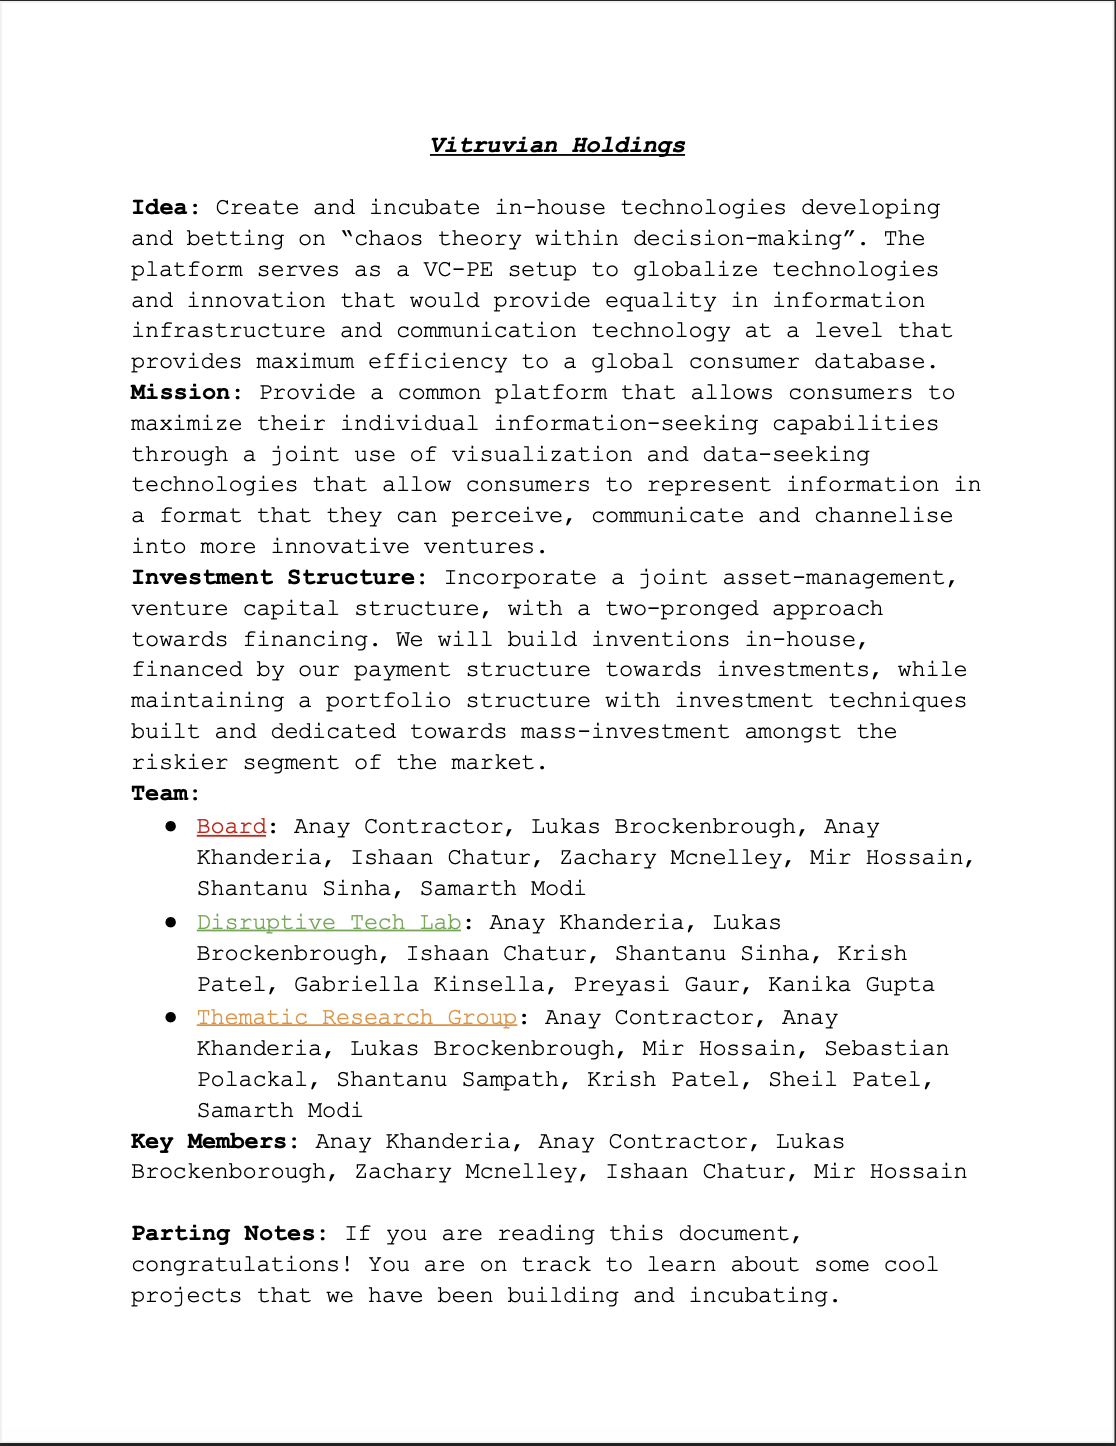 Vitruvian Holdings
Idea: Create and incubate in-house technologies developing
and betting on “chaos theory within decision-making”. The
platform serves as a VC-PE setup to globalize technologies
and innovation that would provide equality in information
infrastructure and communication technology at a level that
provides maximum efficiency to a global consumer database.
Mission: Provide a common platform that allows consumers to
maximize their individual information-seeking capabilities
through a joint use of visualization and data-seeking
technologies that allow consumers to represent information in
a format that they can perceive, communicate and channelise
into more innovative ventures.
Investment Structure: Incorporate a joint asset-management,
venture capital structure, with a two-pronged approach
towards financing. We will build inventions in-house,
financed by our payment structure towards investments, while
maintaining a portfolio structure with investment techniques
built and dedicated towards mass-investment amongst the
riskier segment of the market.
Team:
● Board: Anay Contractor, Lukas Brockenbrough, Anay
Khanderia, Ishaan Chatur, Zachary Mcnelley, Mir Hossain,
Shantanu Sinha, Samarth Modi
● Disruptive Tech Lab: Anay Khanderia, Lukas
Brockenbrough, Ishaan Chatur, Shantanu Sinha, Krish
Patel, Gabriella Kinsella, Preyasi Gaur, Kanika Gupta
● Thematic Research Group: Anay Contractor, Anay
Khanderia, Lukas Brockenbrough, Mir Hossain, Sebastian
Polackal, Shantanu Sampath, Krish Patel, Sheil Patel,
Samarth Modi
Key Members: Anay Khanderia, Anay Contractor, Lukas
Brockenborough, Zachary Mcnelley, Ishaan Chatur, Mir Hossain
Parting Notes: If you are reading this document,
congratulations! You are on track to learn about some cool
projects that we have been building and incubating.